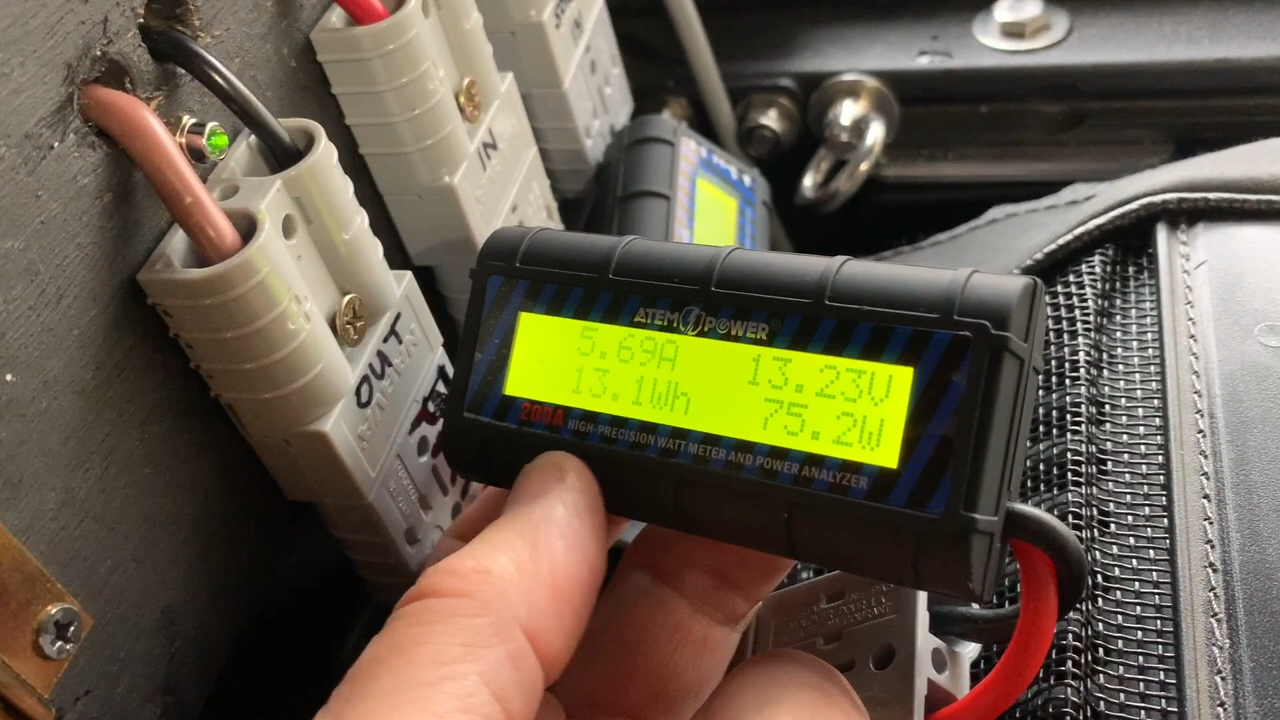 IN
OUT
ATEM POWER
5.69A 13.23V
13.1Wh 75.2W
200A HIGH-PRECISION WATT METER AND POWER ANALYZER